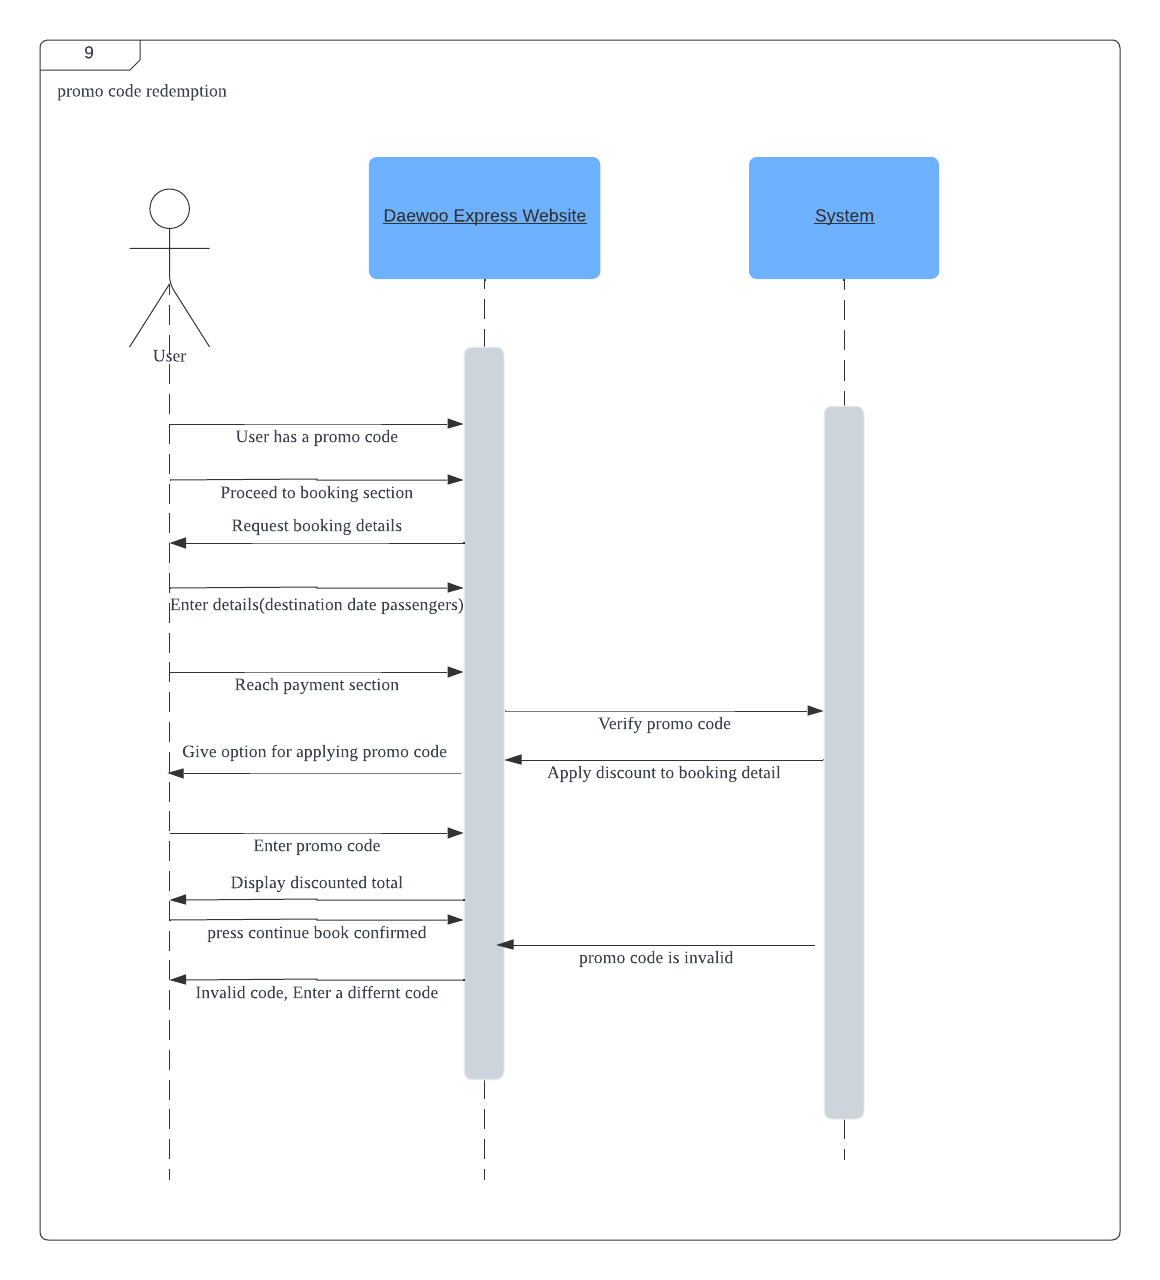 9
promo code redemption
Daewoo Express Website
System
User
User has a promo code
Proceed to booking section
Request booking details
Enter details(destination date passengers)
Reach payment section
Verify promo code
Give option for applying promo code
Apply discount to booking detail
Enter promo code
Display discounted total
press continue book confirmed
promo code is invalid
Invalid code, Enter a differnt code